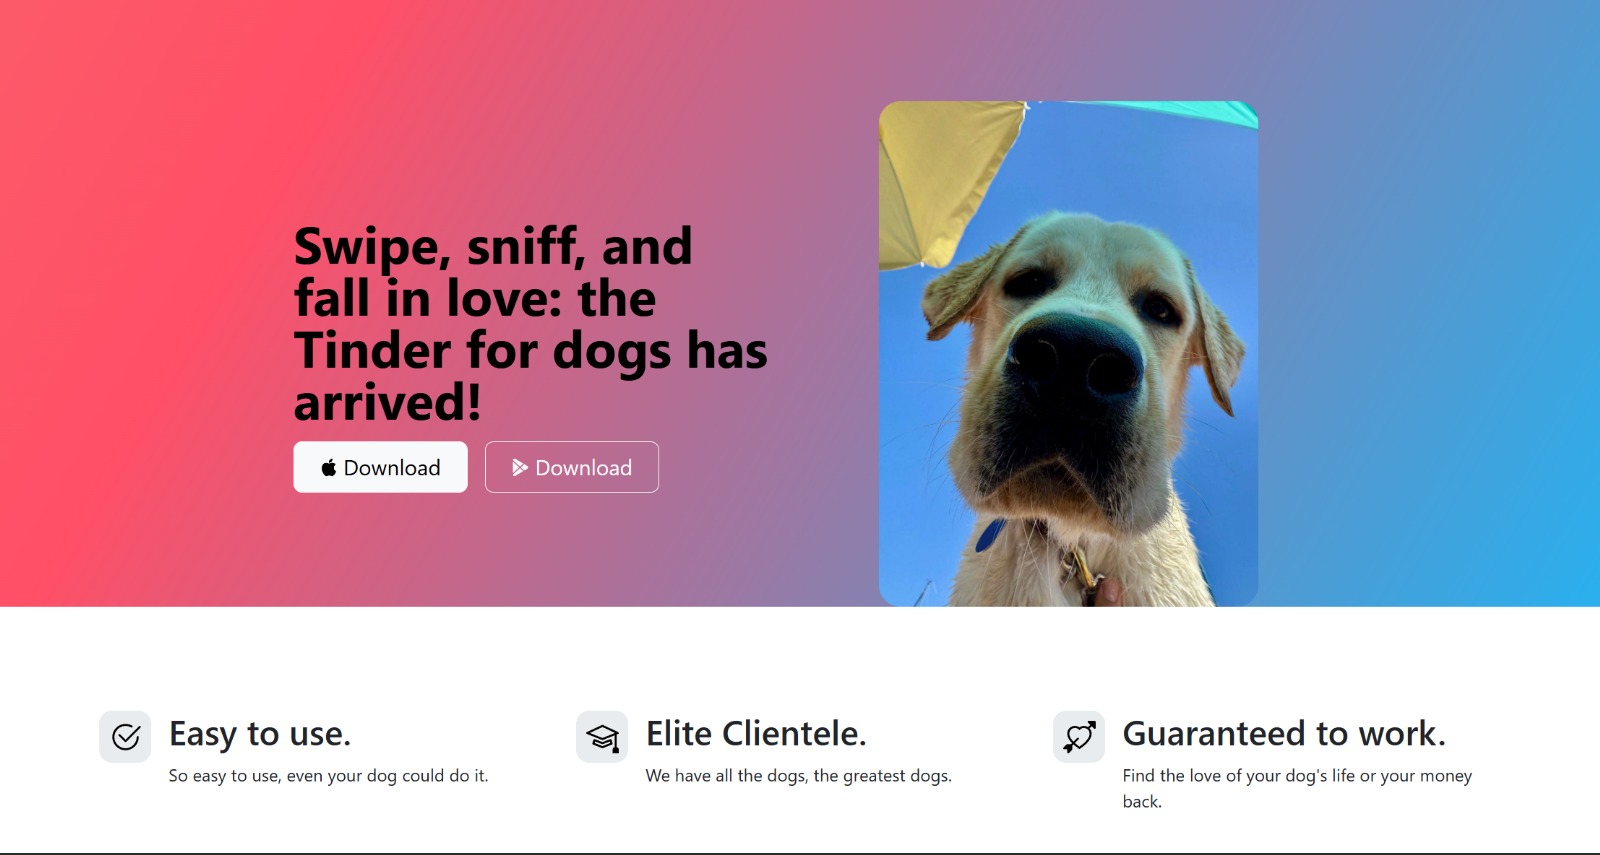 Swipe, sniff, and
fall in love: the
Tinder for dogs has
arrived!
Download
Download
Easy to use.
So easy to use, even your dog could do it.
Elite Clientele.
We have all the dogs, the greatest dogs.
Guaranteed to work.
Find the love of your dog's life or your money
back.